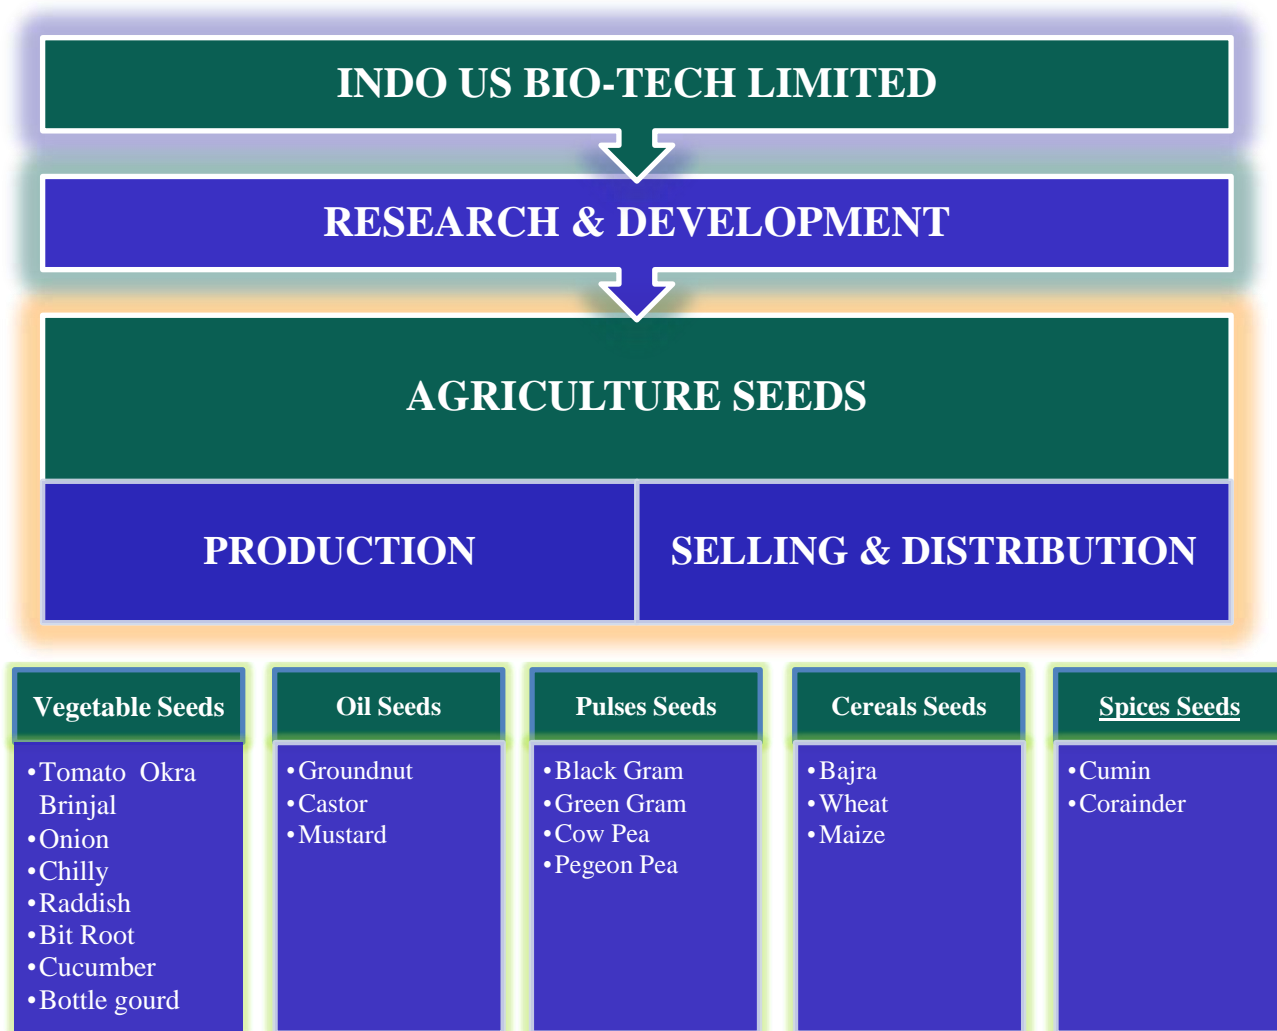 INDO US BIO-TECH LIMITED
RESEARCH & DEVELOPMENT
AGRICULTURE SEEDS
PRODUCTION
SELLING & DISTRIBUTION
Vegetable Seeds
•Tomato Okra
Brinjal
•Onion
•Chilly
•Raddish
•Bit Root
•Cucumber
•Bottle gourd
Oil Seeds
•Groundnut
•Castor
•Mustard
Pulses Seeds
•Black Gram
•Green Gram
•Cow Pea
•Pegeon Pea
Cereals Seeds
•Bajra
•Wheat
•Maize
Spices Seeds
•Cumin
•Corainder